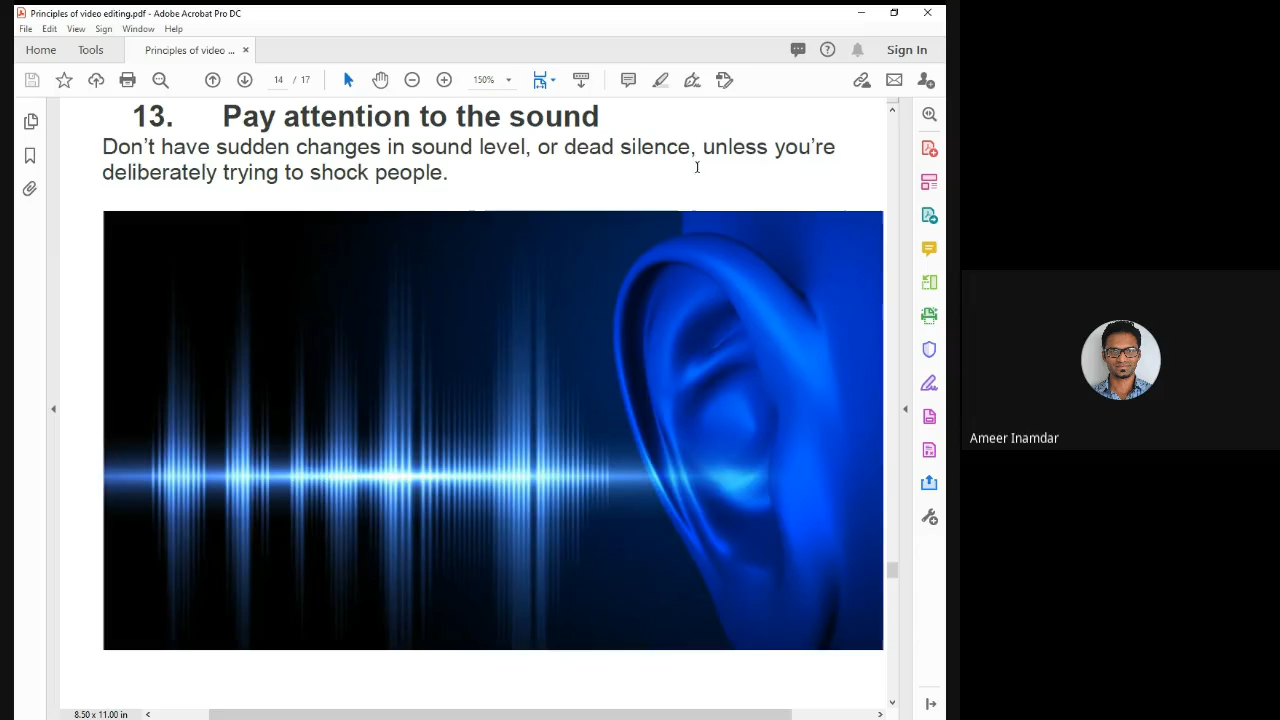 Principles of video editing.pdf - Adobe Acrobat Pro DC
File Edit View Sign Window Help
Home Tools Principles of video ... × Sign In
14 / 17 150%
13. Pay attention to the sound
Don’t have sudden changes in sound level, or dead silence, unless you’re
deliberately trying to shock people.
Ameer Inamdar
8.50 x 11.00 in